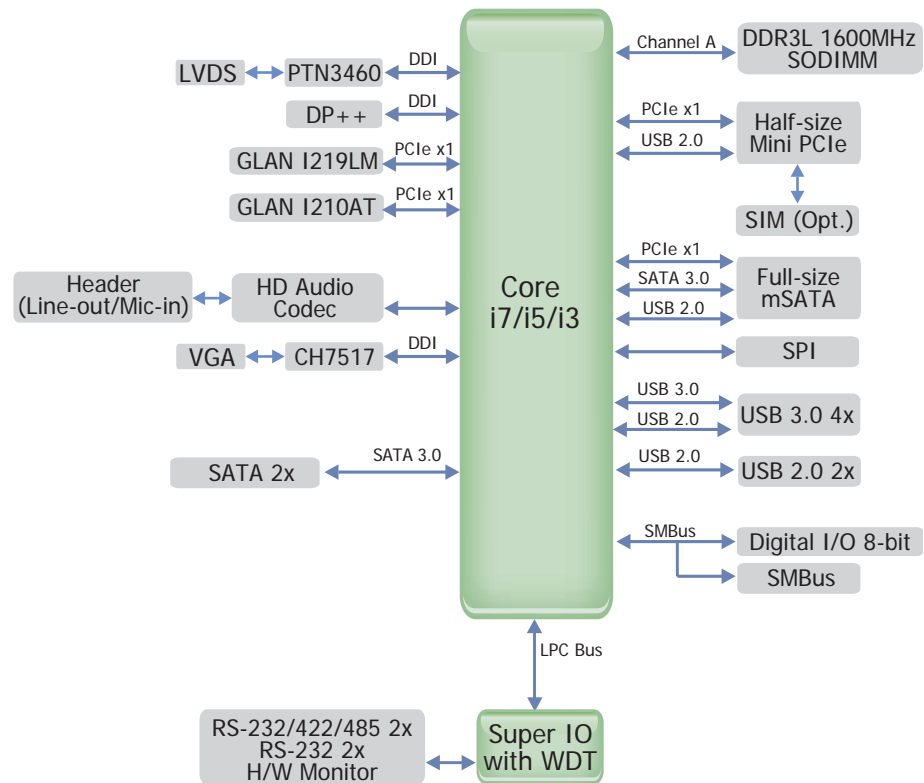 LVDS
PTN3460
DDI
DP++
DDI
GLAN I219LM
PCIe x1
GLAN I210AT
PCIe x1
Header
(Line-out/Mic-in)
HD Audio
Codec
VGA
CH7517
DDI
SATA 2x
SATA 3.0
Core
i7/i5/i3
Channel A
DDR3L 1600MHz
SODIMM
PCIe x1
USB 2.0
Half-size
Mini PCIe
SIM (Opt.)
PCIe x1
SATA 3.0
USB 2.0
Full-size
mSATA
SPI
USB 3.0
USB 2.0
USB 3.0 4x
USB 2.0
USB 2.0 2x
SMBus
Digital I/O 8-bit
SMBus
LPC Bus
RS-232/422/485 2x
RS-232 2x
H/W Monitor
Super IO
with WDT